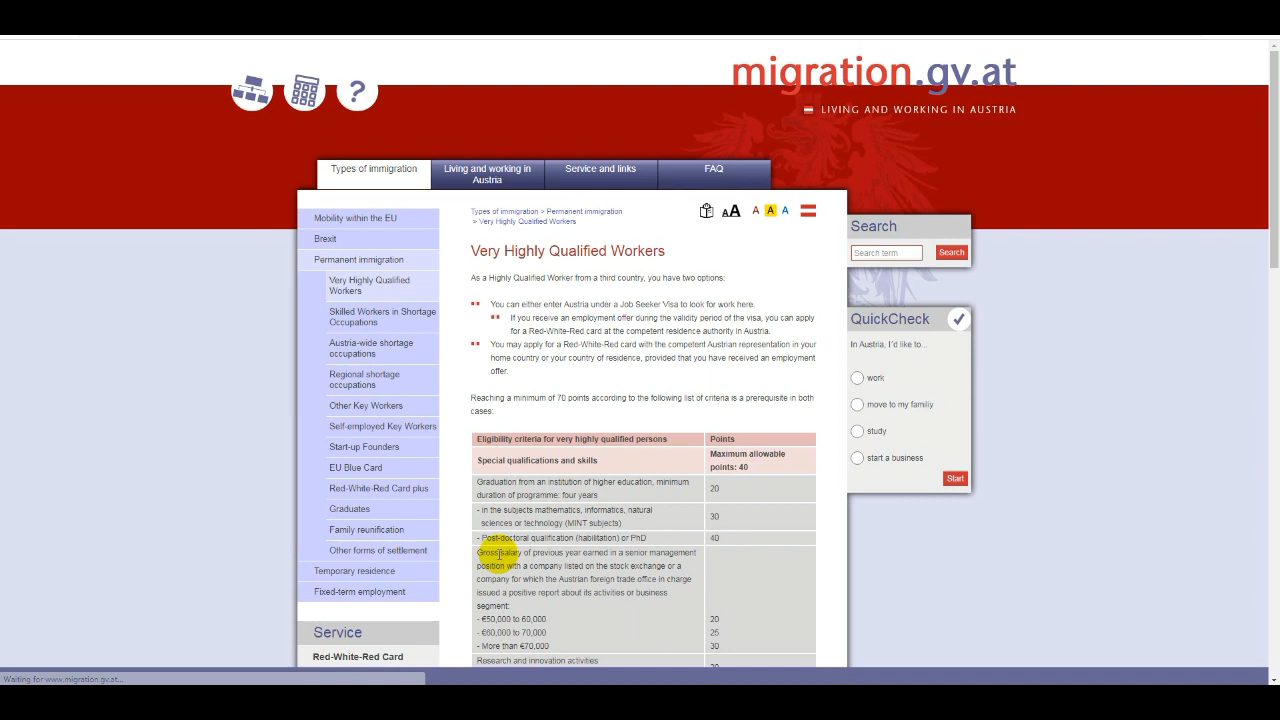 migration.gv.at
LIVING AND WORKING IN AUSTRIA
?
Types of immigration
Living and working in
Austria
Service and links
FAQ
Mobility within the EU
Brexit
Permanent immigration
Very Highly Qualified
Workers
Skilled Workers in Shortage
Occupations
Austria-wide shortage
occupations
Regional shortage
occupations
Other Key Workers
Self-employed Key Workers
Start-up Founders
EU Blue Card
Red-White-Red Card plus
Graduates
Family reunification
Other forms of settlement
Temporary residence
Fixed-term employment
Service
Red-White-Red Card
Types of immigration > Permanent immigration
> Very Highly Qualified Workers
AA
A A A
Very Highly Qualified Workers
As a Highly Qualified Worker from a third country, you have two options:
You can either enter Austria under a Job Seeker Visa to look for work here.
If you receive an employment offer during the validity period of the visa, you can apply
for a Red-White-Red card at the competent residence authority in Austria.
You may apply for a Red-White-Red card with the competent Austrian representation in your
home country or your country of residence, provided that you have received an employment
offer.
Reaching a minimum of 70 points according to the following list of criteria is a prerequisite in both
cases:
Eligibility criteria for very highly qualified persons Points
Special qualifications and skills Maximum allowable
points: 40
Graduation from an institution of higher education, minimum
duration of programme: four years 20
- in the subjects mathematics, informatics, natural
sciences or technology (MINT subjects) 30
- Post-doctoral qualification (habilitation) or PhD 40
Gross salary of previous year earned in a senior management
position with a company listed on the stock exchange or a
company for which the Austrian foreign trade office in charge
issued a positive report about its activities or business
segment:
- €50,000 to 60,000 20
- €60,000 to 70,000 25
- More than €70,000 30
Research and innovation activities 20
Search
Search term Search
QuickCheck
In Austria, I'd like to...
work
move to my familiy
study
start a business
Start
Waiting for www.migration.gv.at...